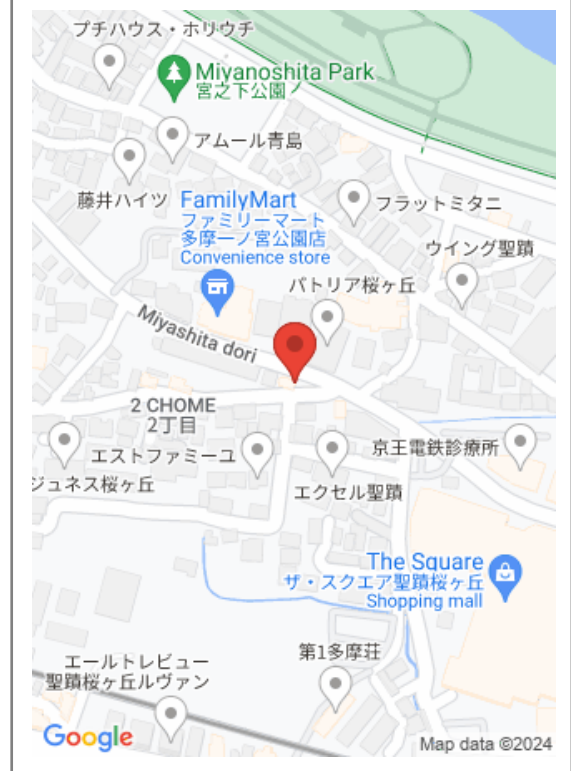 プチハウス・ホリウチ
Miyanoshita Park
宮之下公園
アムール青島
藤井ハイツ
FamilyMart
ファミリーマート
多摩一ノ宮公園店
Convenience store
フラットミタニ
ウイング聖蹟
パトリア桜ヶ丘
Miyashita dori
2 CHOME
2丁目
エストファミーユ
京王電鉄診療所
ジュネス桜ヶ丘
エクセル聖蹟
The Square
ザ・スクエア聖蹟桜ヶ丘
Shopping mall
第1多摩荘
エールトレビュー
聖蹟桜ヶ丘ルヴァン
Google
Map data ©2024